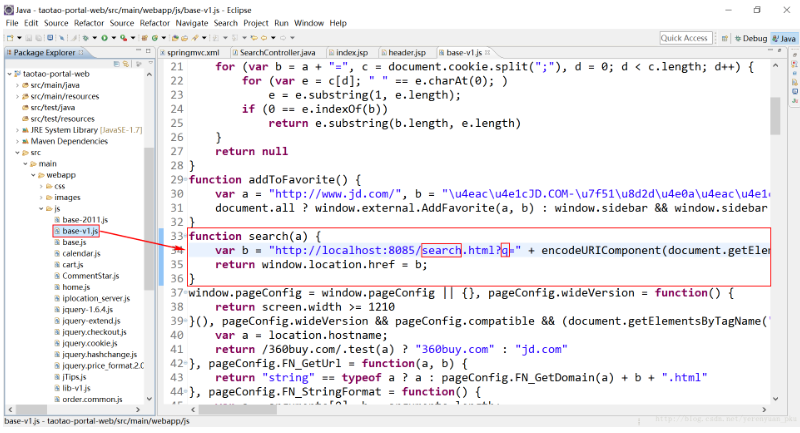 Java - taotao-portal-web/src/main/webapp/js/base-v1.js - Eclipse
File Edit Source Refactor Source Refactor Navigate Search Project Run Window Help
Quick Access
Debug
Java
Package Explorer
taotao-portal-web
src/main/java
src/main/resources
src/test/java
src/test/resources
JRE System Library [JavaSE-1.7]
Maven Dependencies
src
main
webapp
css
images
js
base-2011.js
base-v1.js
base.js
calendar.js
cart.js
CommentStar.js
home.js
iplocation_server.js
jquery-1.6.4.js
jquery-extend.js
jquery.checkout.js
jquery.cookie.js
jquery.hashchange.js
jquery.price_format.2.0
jTips.js
lib-v1.js
order.common.js
springmvc.xml
SearchController.java
index.jsp
header.jsp
base-v1.js
21 for (var b = a + "=", c = document.cookie.split(";"), d = 0; d < c.length; d++) {
22 for (var e = c[d]; " " == e.charAt(0); )
23 e = e.substring(1, e.length);
24 if (0 == e.indexOf(b))
25 return e.substring(b.length, e.length)
26 }
27 return null
28 }
29 function addToFavorite() {
30 var a = "http://www.jd.com/", b = "\u4eac\u4e1cJD.COM-\u7f51\u8d2d\u4e0a\u4eac\u4e1c
31 document.all ? window.external.AddFavorite(a, b) : window.sidebar && window.sidebar
32 }
33 function search(a) {
34 var b = "http://localhost:8085/search.html?q=" + encodeURIComponent(document.getElem
35 return window.location.href = b;
36 }
37 window.pageConfig = window.pageConfig || {}, pageConfig.wideVersion = function() {
38 return screen.width >= 1210
39 }(), pageConfig.wideVersion && pageConfig.compatible && (document.getElementsByTagName("
40 var a = location.hostname;
41 return /360buy.com/.test(a) ? "360buy.com" : "jd.com"
42 }, pageConfig.FN_GetUrl = function(a, b) {
43 return "string" == typeof a ? a : pageConfig.FN_GetDomain(a) + b + ".html"
44 }, pageConfig.FN_StringFormat = function() {
base-v1.js - taotao-portal-web/src/main/webapp/js